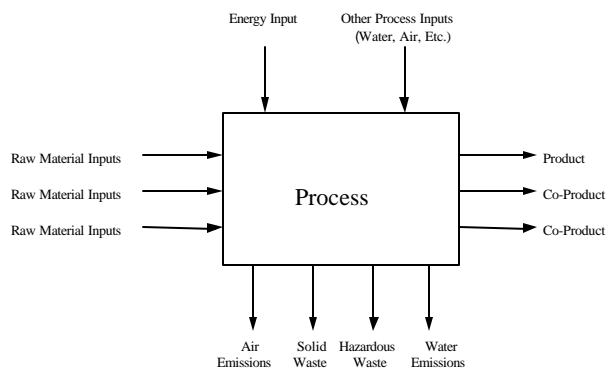 Energy Input
Other Process Inputs
(Water, Air, Etc.)
Raw Material Inputs
Raw Material Inputs
Raw Material Inputs
Process
Product
Co-Product
Co-Product
Air
Emissions
Solid
Waste
Hazardous
Waste
Water
Emissions